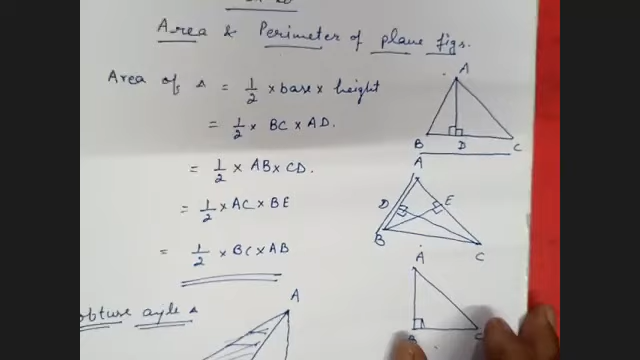 Area & Perimeter of plane figs.
Area of Δ = 1/2 × base × height
= 1/2 × BC × AD.
= 1/2 × AB × CD.
= 1/2 × AC × BE
= 1/2 × BC × AB
obtuse angle Δ
A
A
B D C
A
D E
B C
A
C